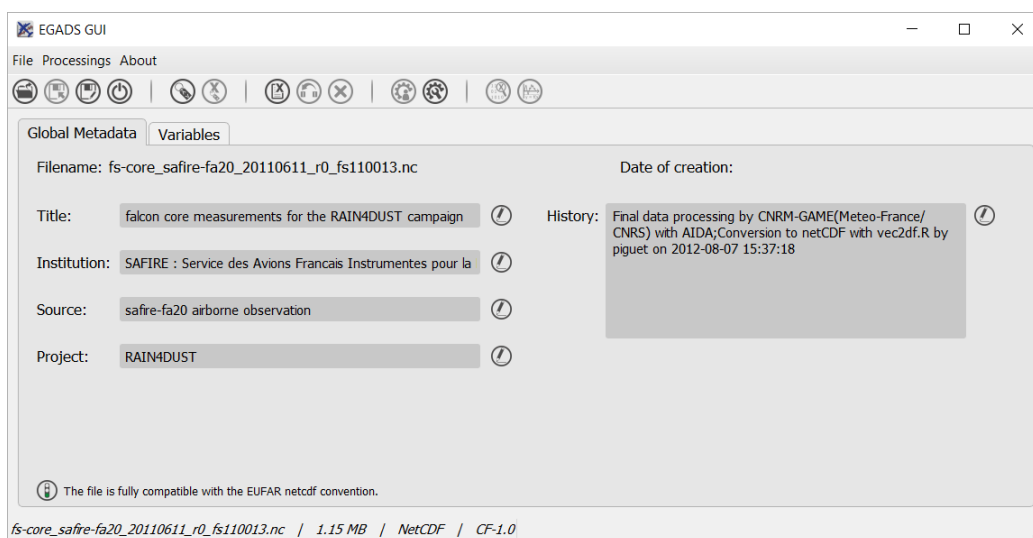 EGADS GUI
File Processings About
Global Metadata
Variables
Filename: fs-core_safire-fa20_20110611_r0_fs110013.nc
Date of creation:
Title: falcon core measurements for the RAIN4DUST campaign
History: Final data processing by CNRM-GAME(Meteo-France/
CNRS) with AIDA;Conversion to netCDF with vec2df.R by
piguet on 2012-08-07 15:37:18
Institution: SAFIRE : Service des Avions Francais Instrumentes pour la
Source: safire-fa20 airborne observation
Project: RAIN4DUST
The file is fully compatible with the EUFAR netcdf convention.
fs-core_safire-fa20_20110611_r0_fs110013.nc | 1.15 MB | NetCDF | CF-1.0